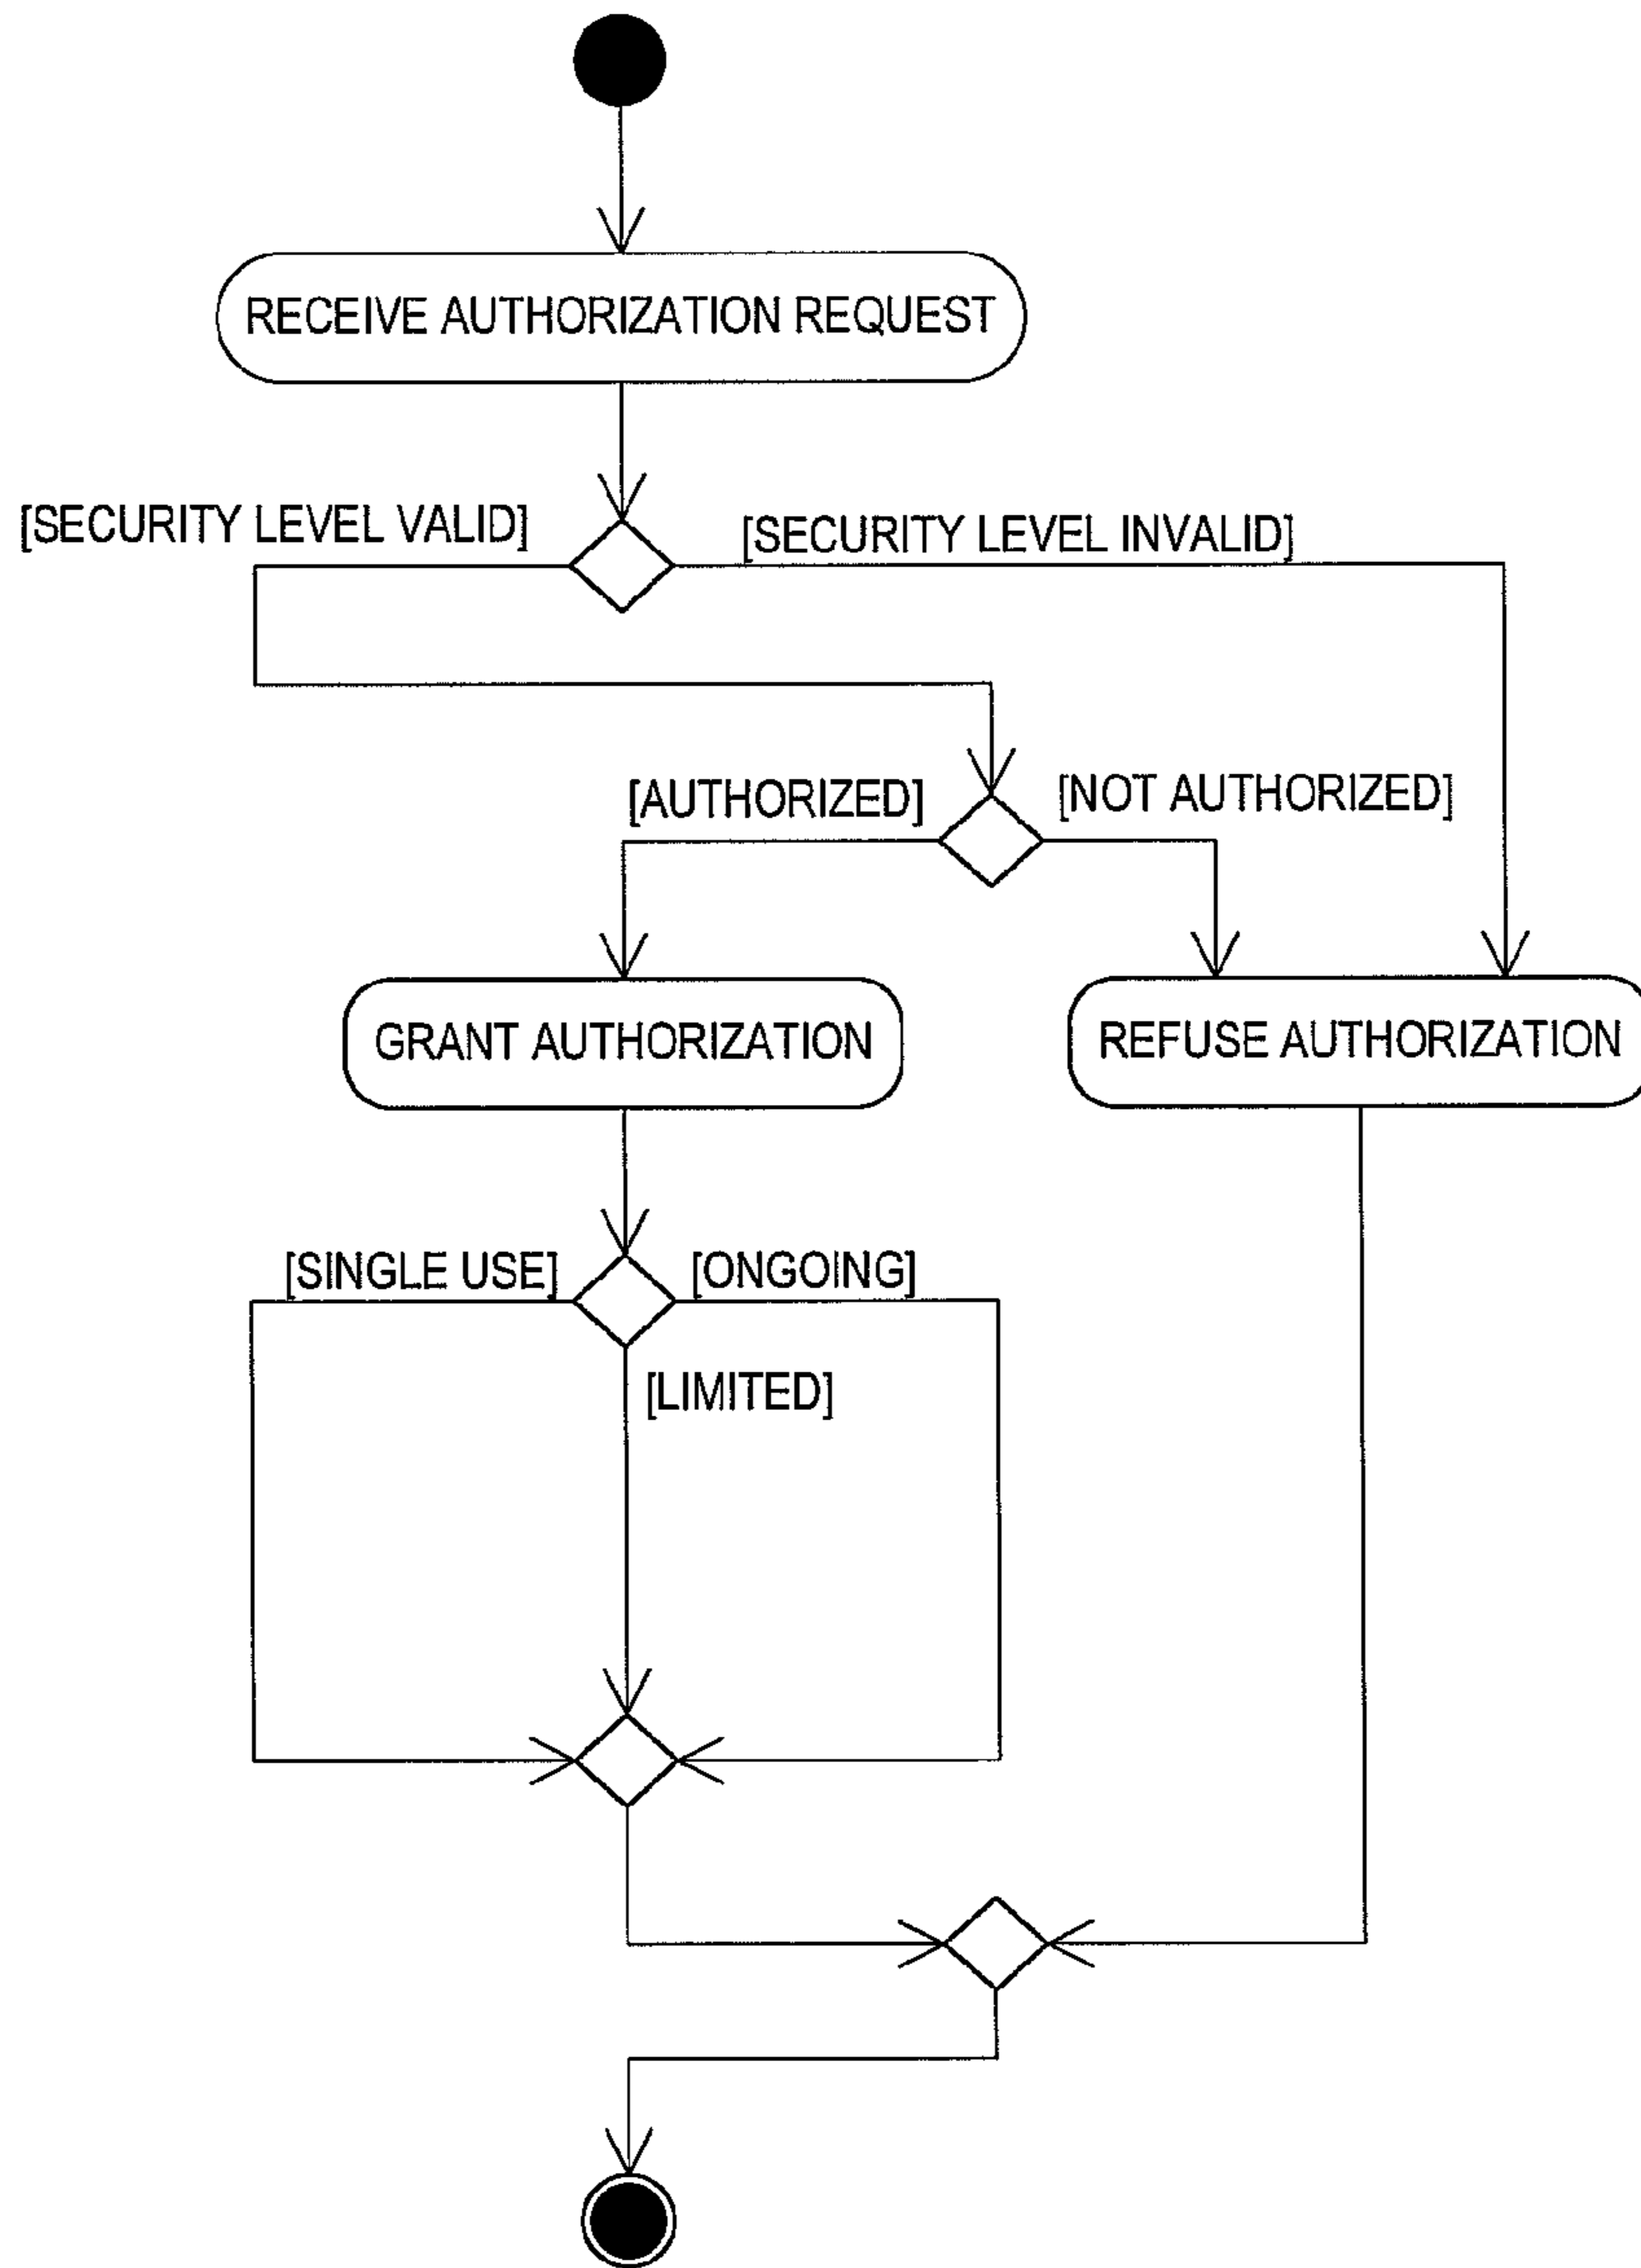 RECEIVE AUTHORIZATION REQUEST
[SECURITY LEVEL VALID]
[SECURITY LEVEL INVALID]
[AUTHORIZED]
[NOT AUTHORIZED]
GRANT AUTHORIZATION
REFUSE AUTHORIZATION
[SINGLE USE]
[ONGOING]
[LIMITED]